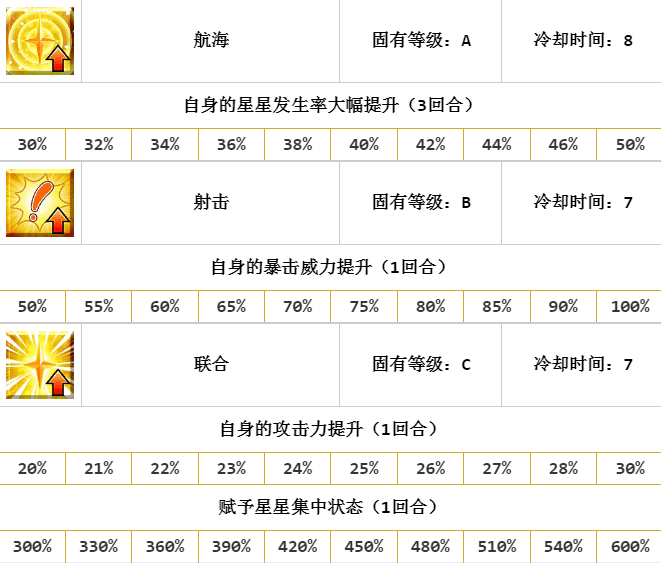 航海 固有等级：A 冷却时间：8
自身的星星发生率大幅提升（3回合）
30% 32% 34% 36% 38% 40% 42% 44% 46% 50%
射击 固有等级：B 冷却时间：7
自身的暴击威力提升（1回合）
50% 55% 60% 65% 70% 75% 80% 85% 90% 100%
联合 固有等级：C 冷却时间：7
自身的攻击力提升（1回合）
20% 21% 22% 23% 24% 25% 26% 27% 28% 30%
赋予星星集中状态（1回合）
300% 330% 360% 390% 420% 450% 480% 510% 540% 600%